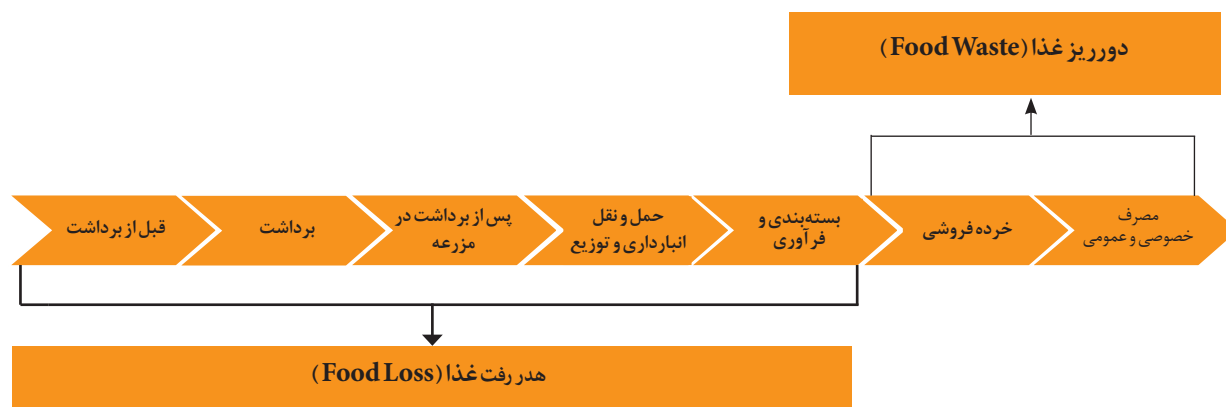 دورریز غذا (Food Waste)
قبل از برداشت
برداشت
پس از برداشت در
مزرعه
حمل و نقل
انبارداری و توزیع
بسته‌بندی و
فرآوری
خرده فروشی
مصرف
خصوصی و عمومی
هدر رفت غذا (Food Loss)